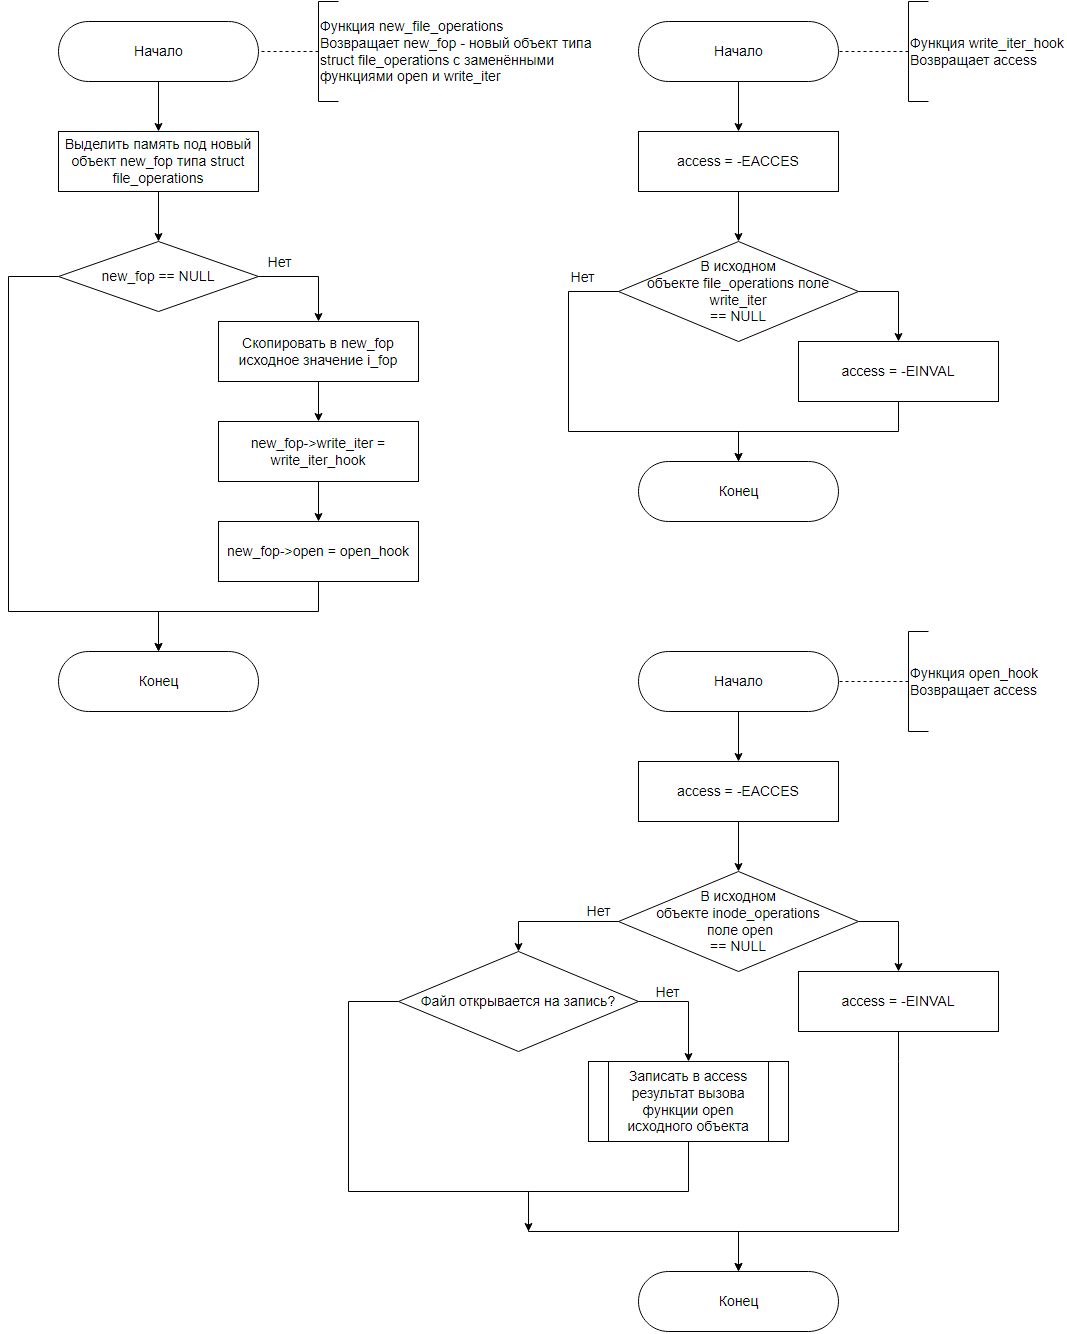 Начало
Функция new_file_operations
Возвращает new_fop - новый объект типа
struct file_operations с заменёнными
функциями open и write_iter
Выделить память под новый
объект new_fop типа struct
file_operations
new_fop == NULL
Нет
Скопировать в new_fop
исходное значение i_fop
new_fop->write_iter =
write_iter_hook
new_fop->open = open_hook
Конец
Начало
Функция write_iter_hook
Возвращает access
access = -EACCES
В исходном
объекте file_operations поле
write_iter
== NULL
Нет
access = -EINVAL
Конец
Начало
Функция open_hook
Возвращает access
access = -EACCES
В исходном
объекте inode_operations
поле open
== NULL
Нет
Файл открывается на запись?
Нет
access = -EINVAL
Записать в access
результат вызова
функции open
исходного объекта
Конец